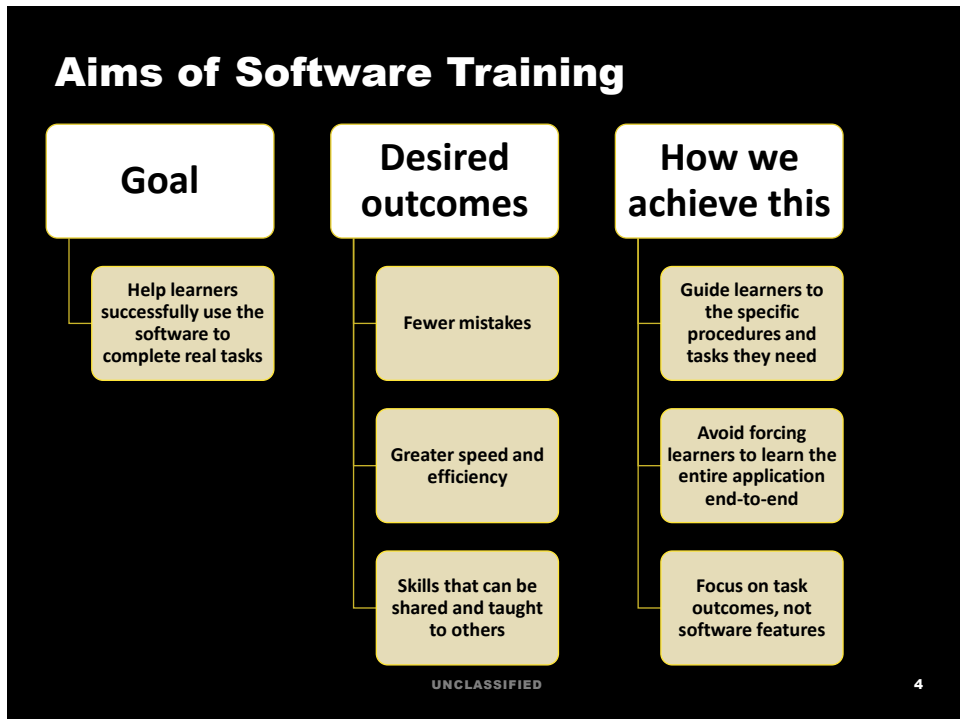 Aims of Software Training
Goal
Help learners
successfully use the
software to
complete real tasks
Desired
outcomes
Fewer mistakes
Greater speed and
efficiency
Skills that can be
shared and taught
to others
How we
achieve this
Guide learners to
the specific
procedures and
tasks they need
Avoid forcing
learners to learn the
entire application
end-to-end
Focus on task
outcomes, not
software features
UNCLASSIFIED
4